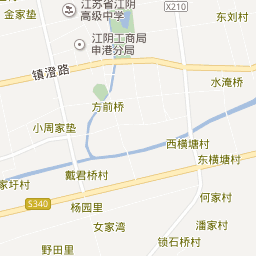 金家垫
江苏省江阴
高级中学
X210
东刘村
江阴工商局
申港分局
镇澄路
水淹桥
方前桥
小周家垫
西横塘村
东横塘村
戴君桥村
家圩村
何家村
S340
杨园里
女家湾
潘家村
锁石桥村
野田里